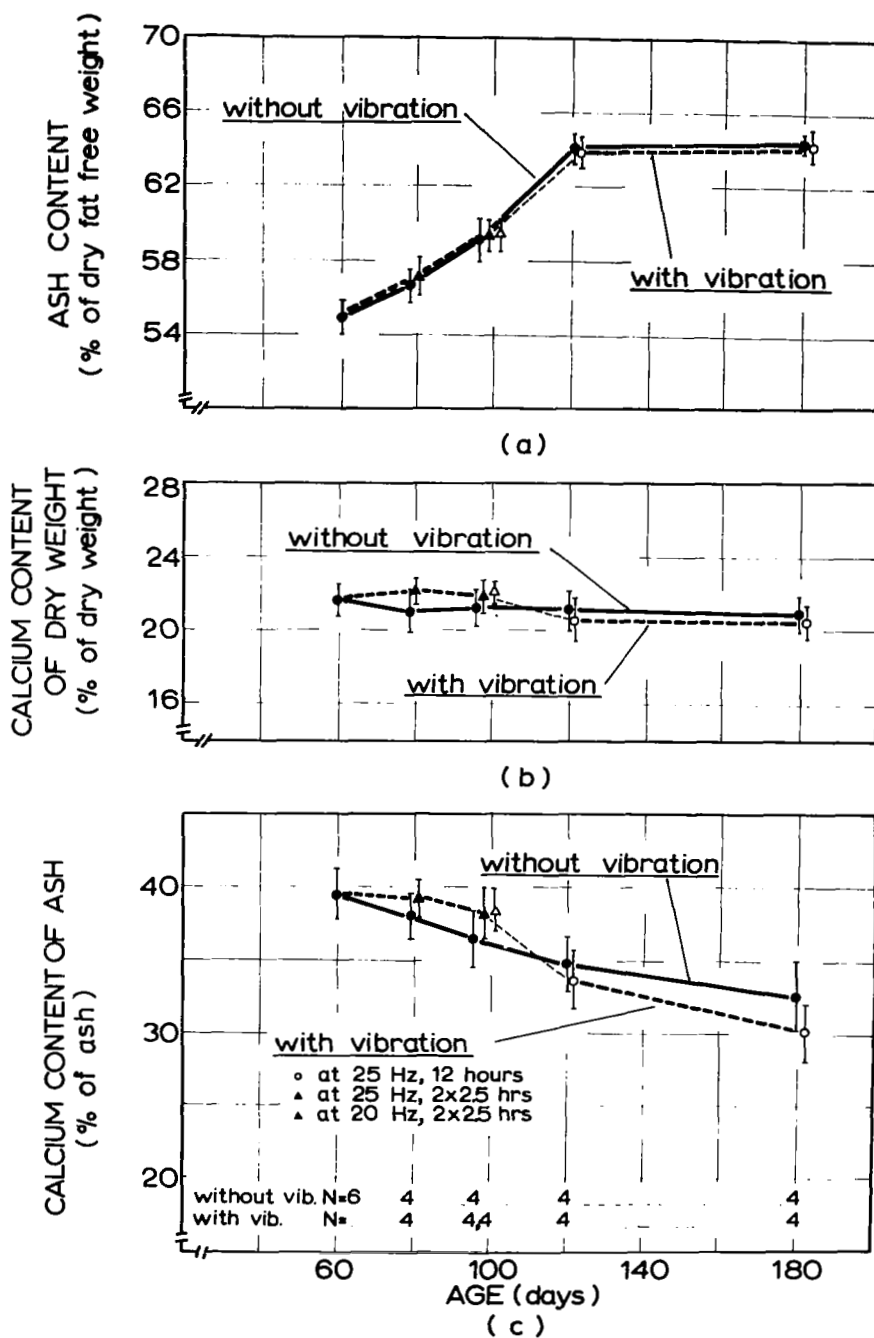 70
66
62
58
54
ASH CONTENT
(% of dry fat free weight)
without vibration
with vibration
(a)
28
24
20
16
CALCIUM CONTENT
OF DRY WEIGHT
(% of dry weight)
without vibration
with vibration
(b)
40
30
20
CALCIUM CONTENT OF ASH
(% of ash)
without vibration
with vibration
○ at 25 Hz, 12 hours
▲ at 25 Hz, 2×2.5 hrs
▲ at 20 Hz, 2×2.5 hrs
without vib. N=6 4 4 4 4
with vib. N= 4 4,4 4 4
60 100 140 180
AGE (days)
(c)